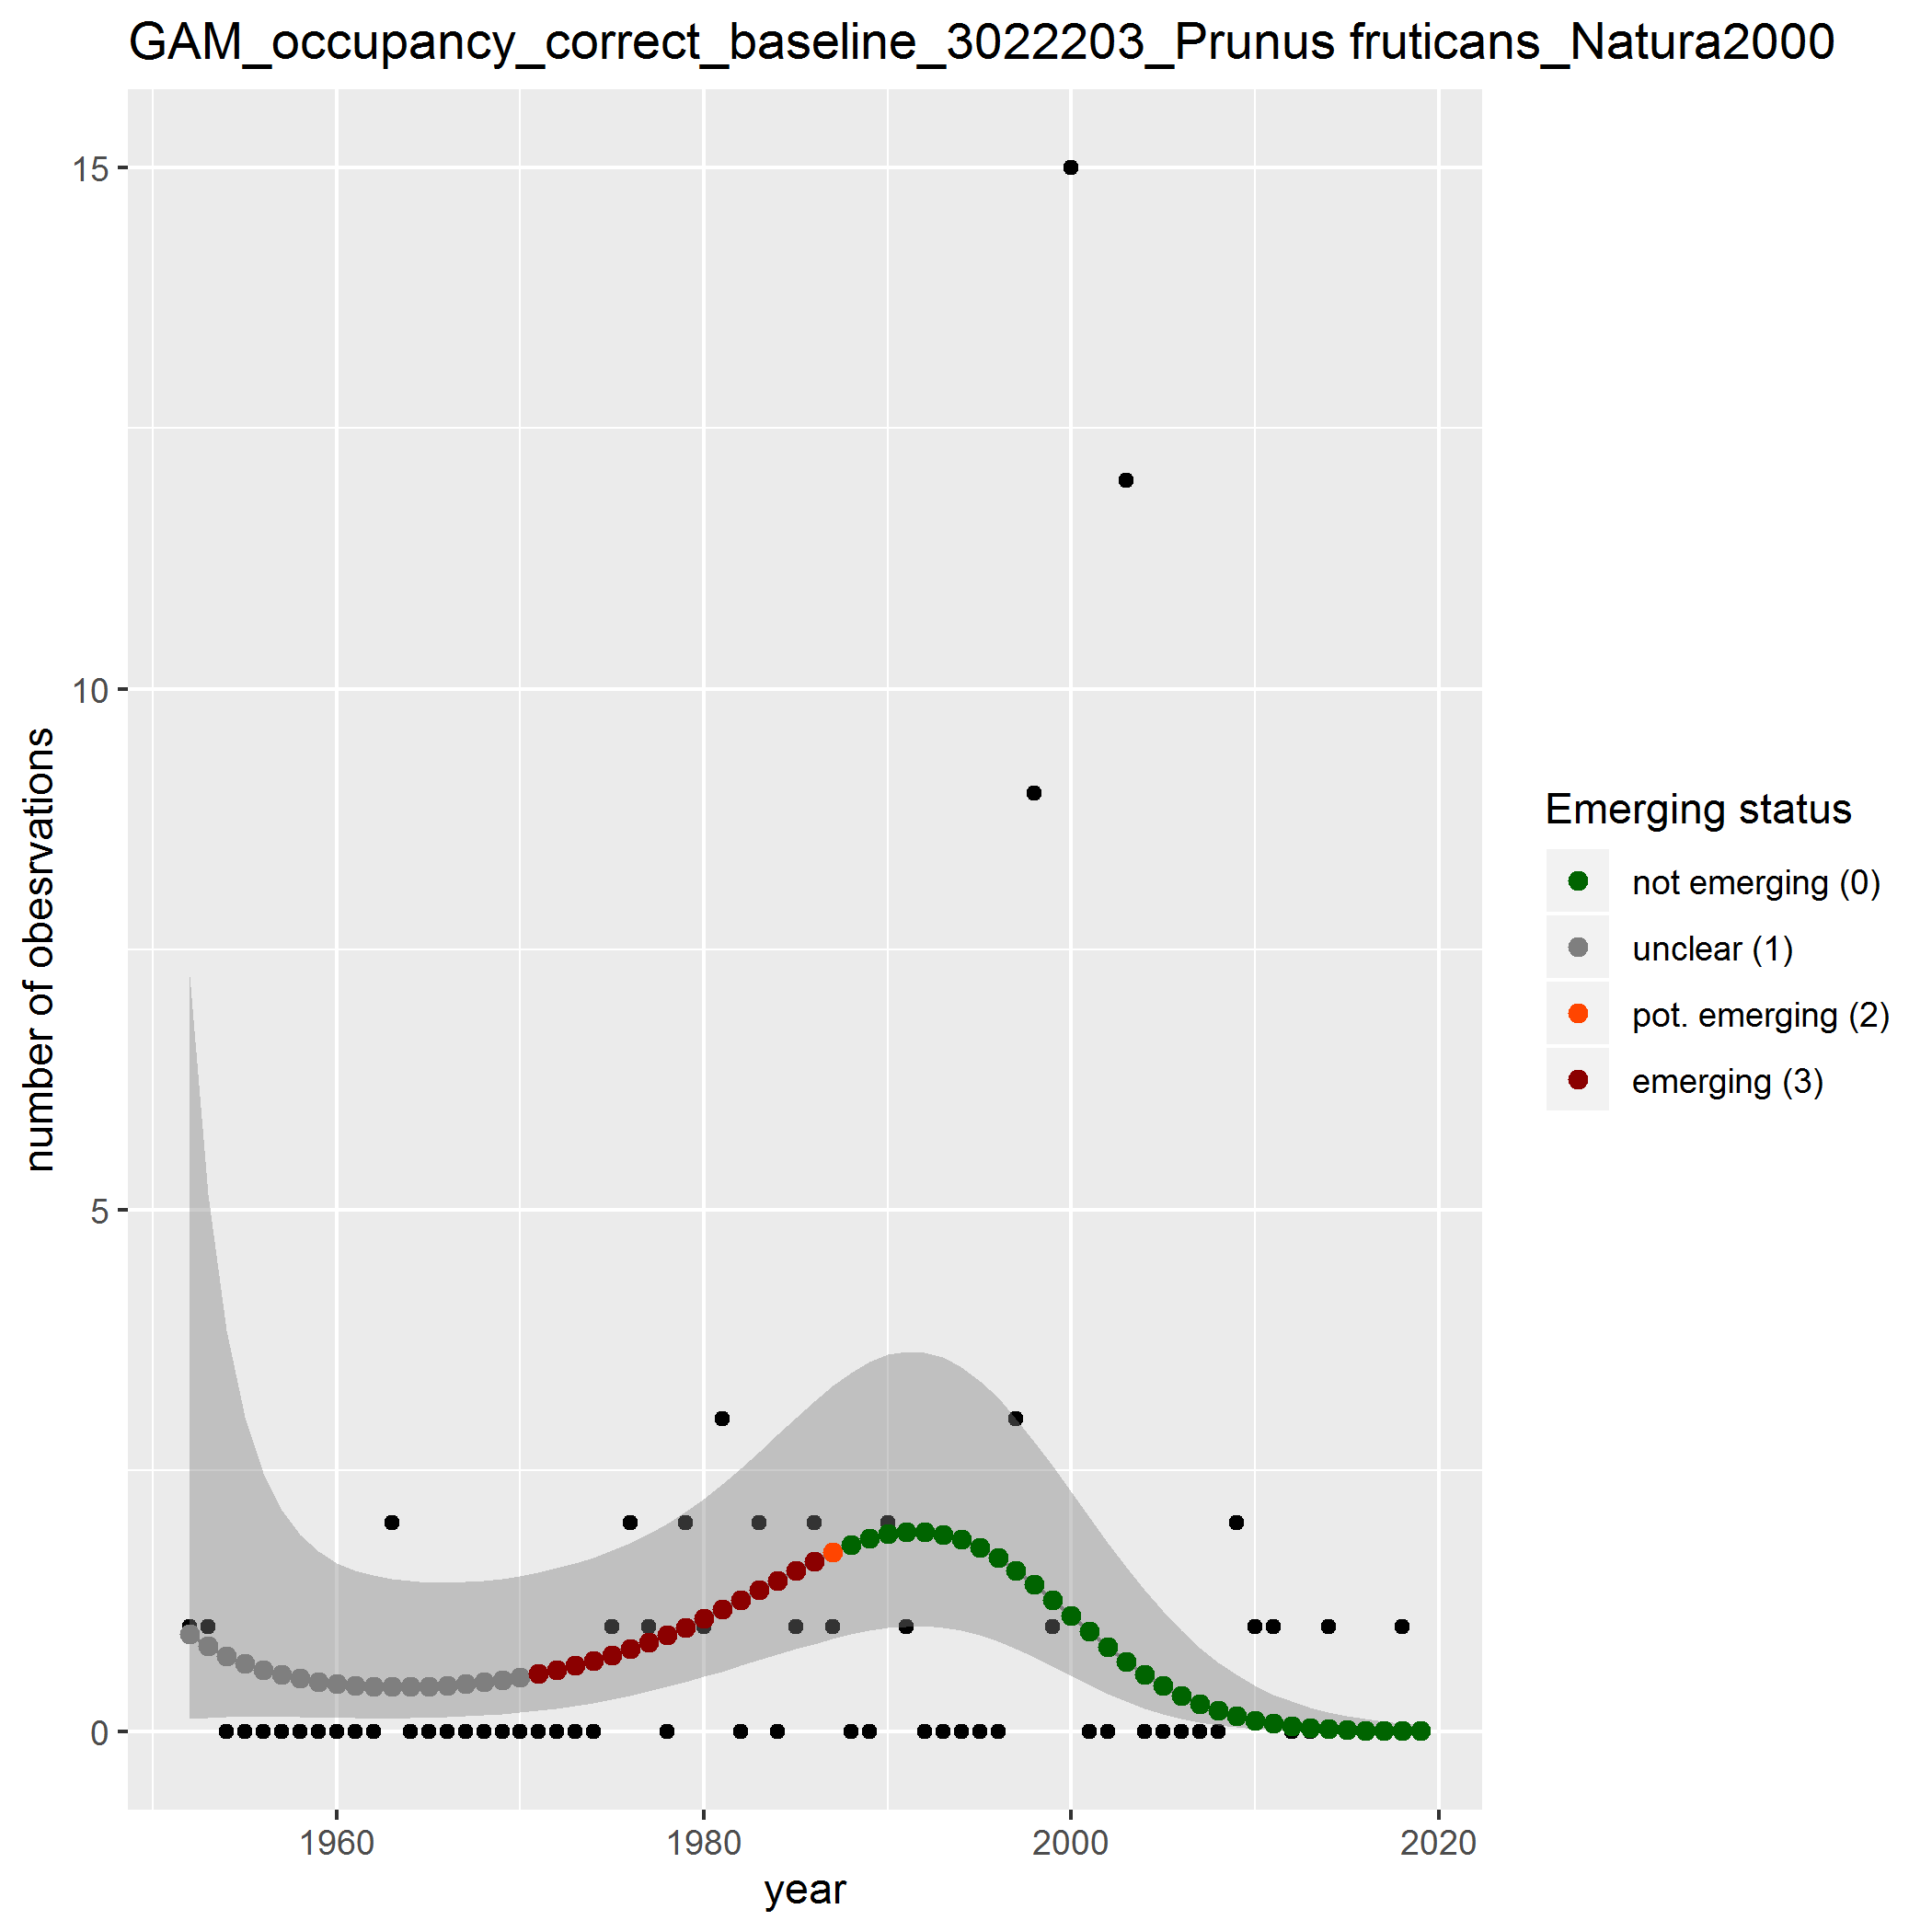 GAM_occupancy_correct_baseline_3022203_Prunus fruticans_Natura2000
15
10
5
0
number of obesrvations
1960
1980
2000
2020
year
Emerging status
not emerging (0)
unclear (1)
pot. emerging (2)
emerging (3)